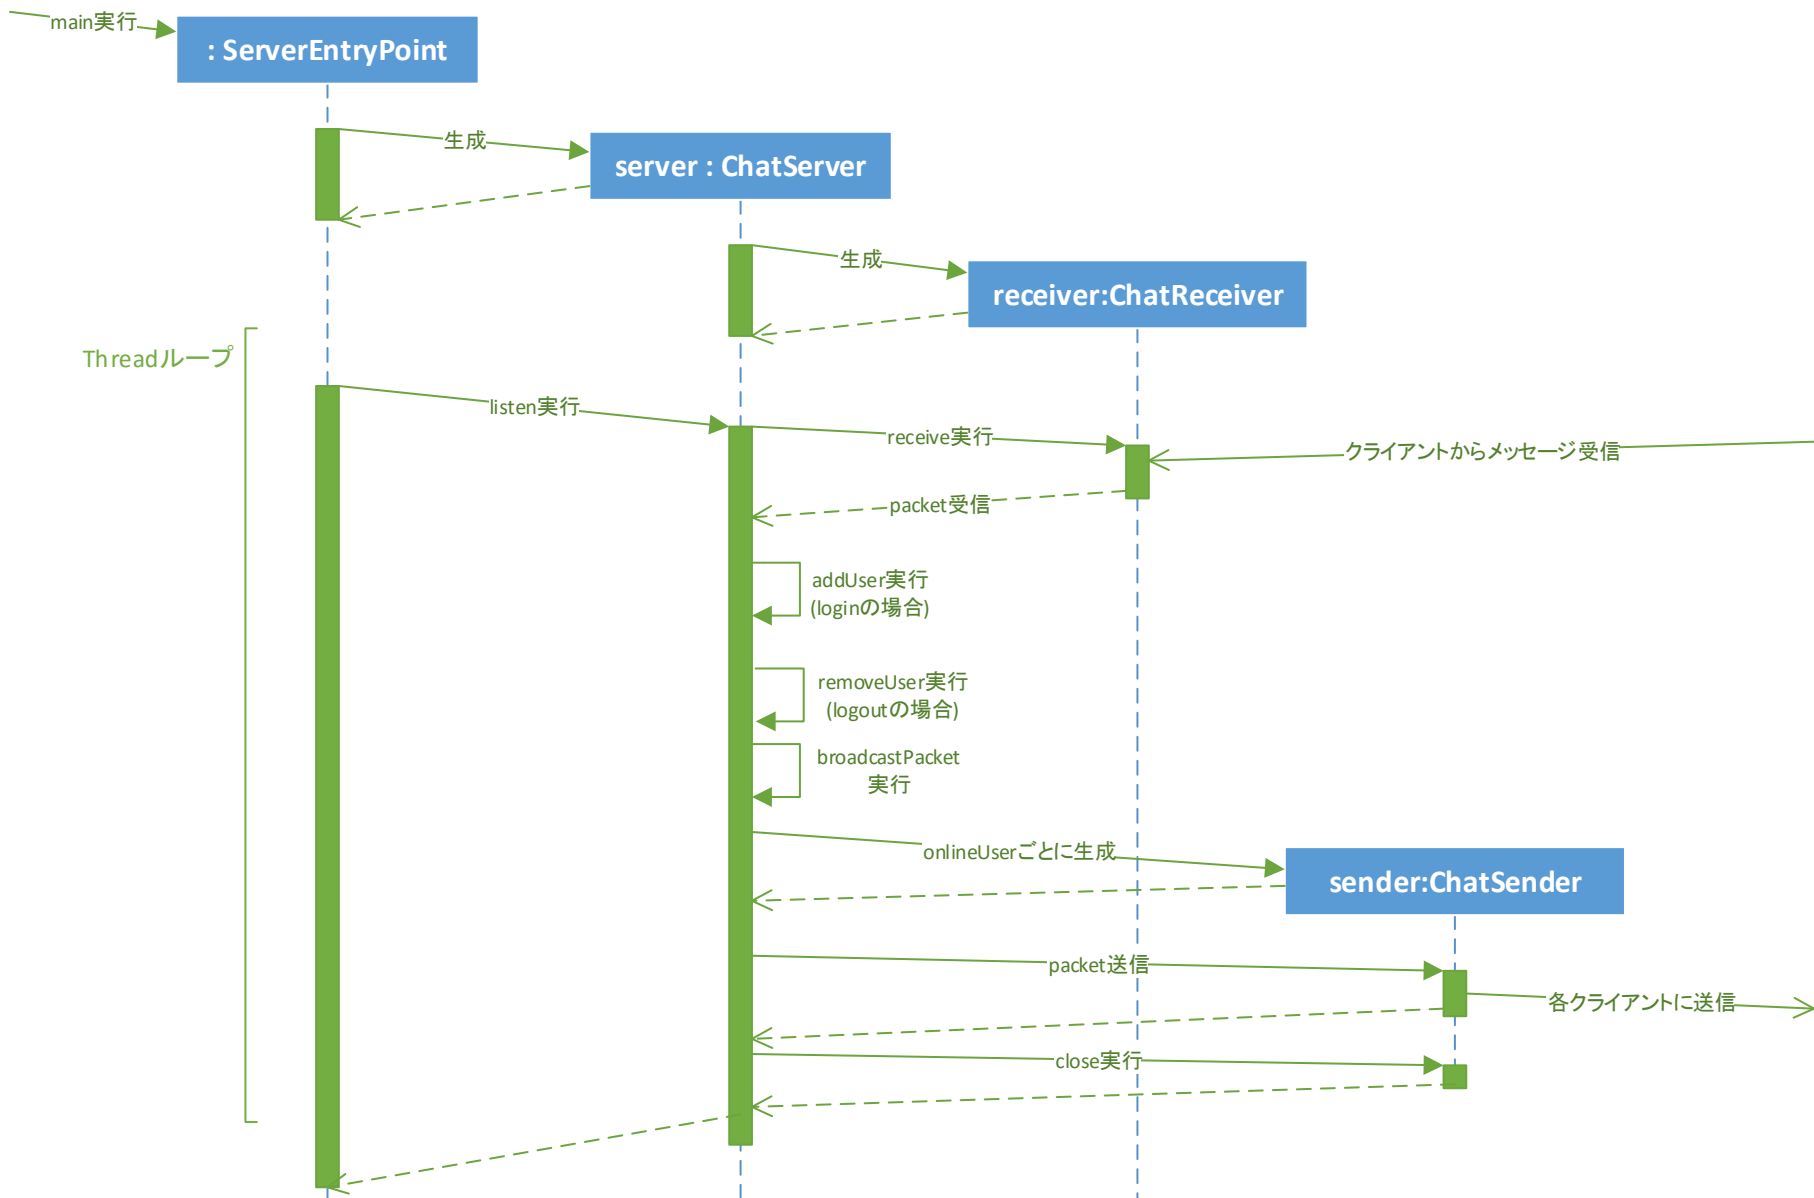 main実行
: ServerEntryPoint
生成
server : ChatServer
生成
receiver:ChatReceiver
Threadループ
listen実行
receive実行
クライアントからメッセージ受信
packet受信
addUser実行
(loginの場合)
removeUser実行
(logoutの場合)
broadcastPacket
実行
onlineUserごとに生成
sender:ChatSender
packet送信
各クライアントに送信
close実行